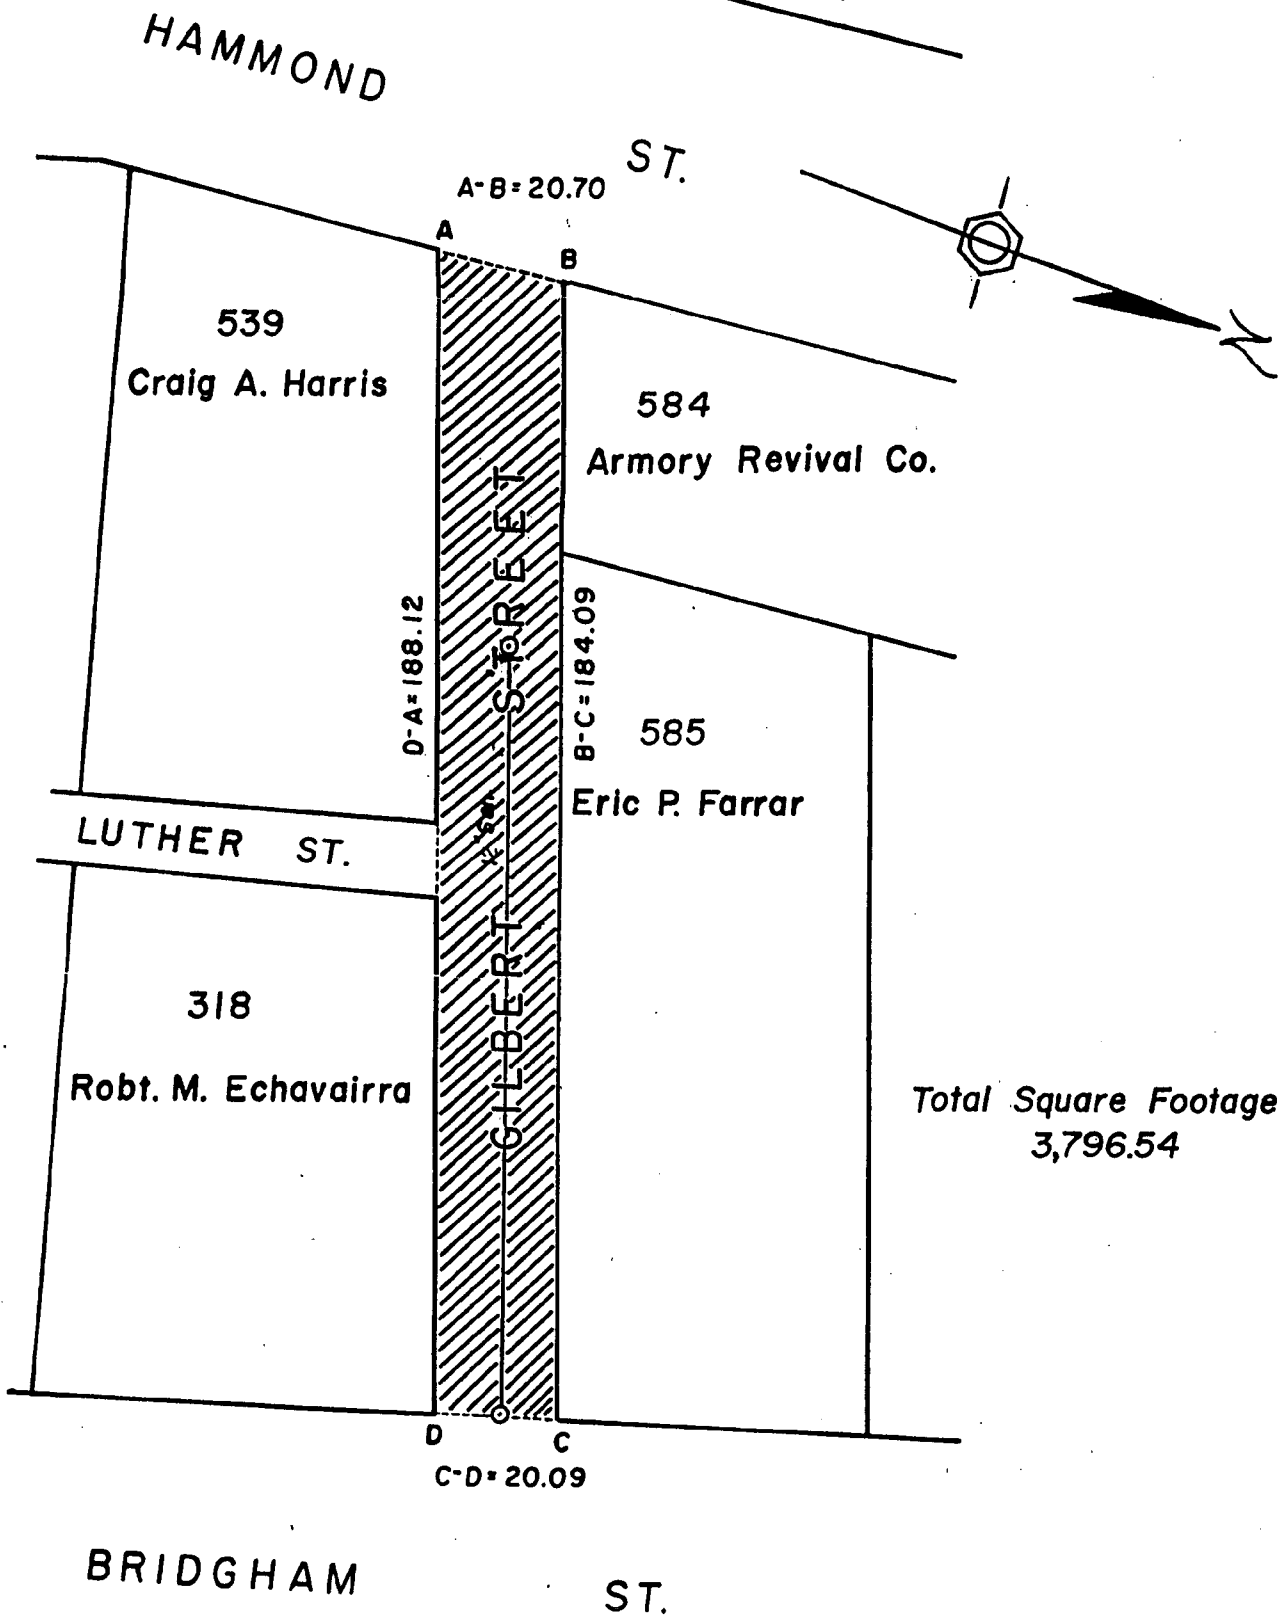 HAMMOND ST.
A-B=20.70
A
B
N
539
Craig A. Harris
584
Armory Revival Co.
D-A=188.12
GILBERT STREET
B-C=184.09
585
Eric P. Farrar
LUTHER ST.
318
Robt. M. Echavairra
Total Square Footage
3,796.54
D
C
C-D=20.09
BRIDGHAM ST.